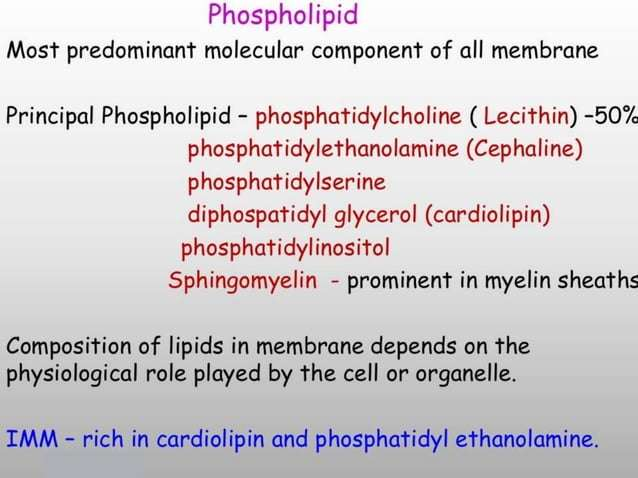 Phospholipid
Most predominant molecular component of all membrane
Principal Phospholipid – phosphatidylcholine ( Lecithin) –50%
phosphatidylethanolamine (Cephaline)
phosphatidylserine
diphospatidyl glycerol (cardiolipin)
phosphatidylinositol
Sphingomyelin - prominent in myelin sheaths
Composition of lipids in membrane depends on the
physiological role played by the cell or organelle.
IMM – rich in cardiolipin and phosphatidyl ethanolamine.